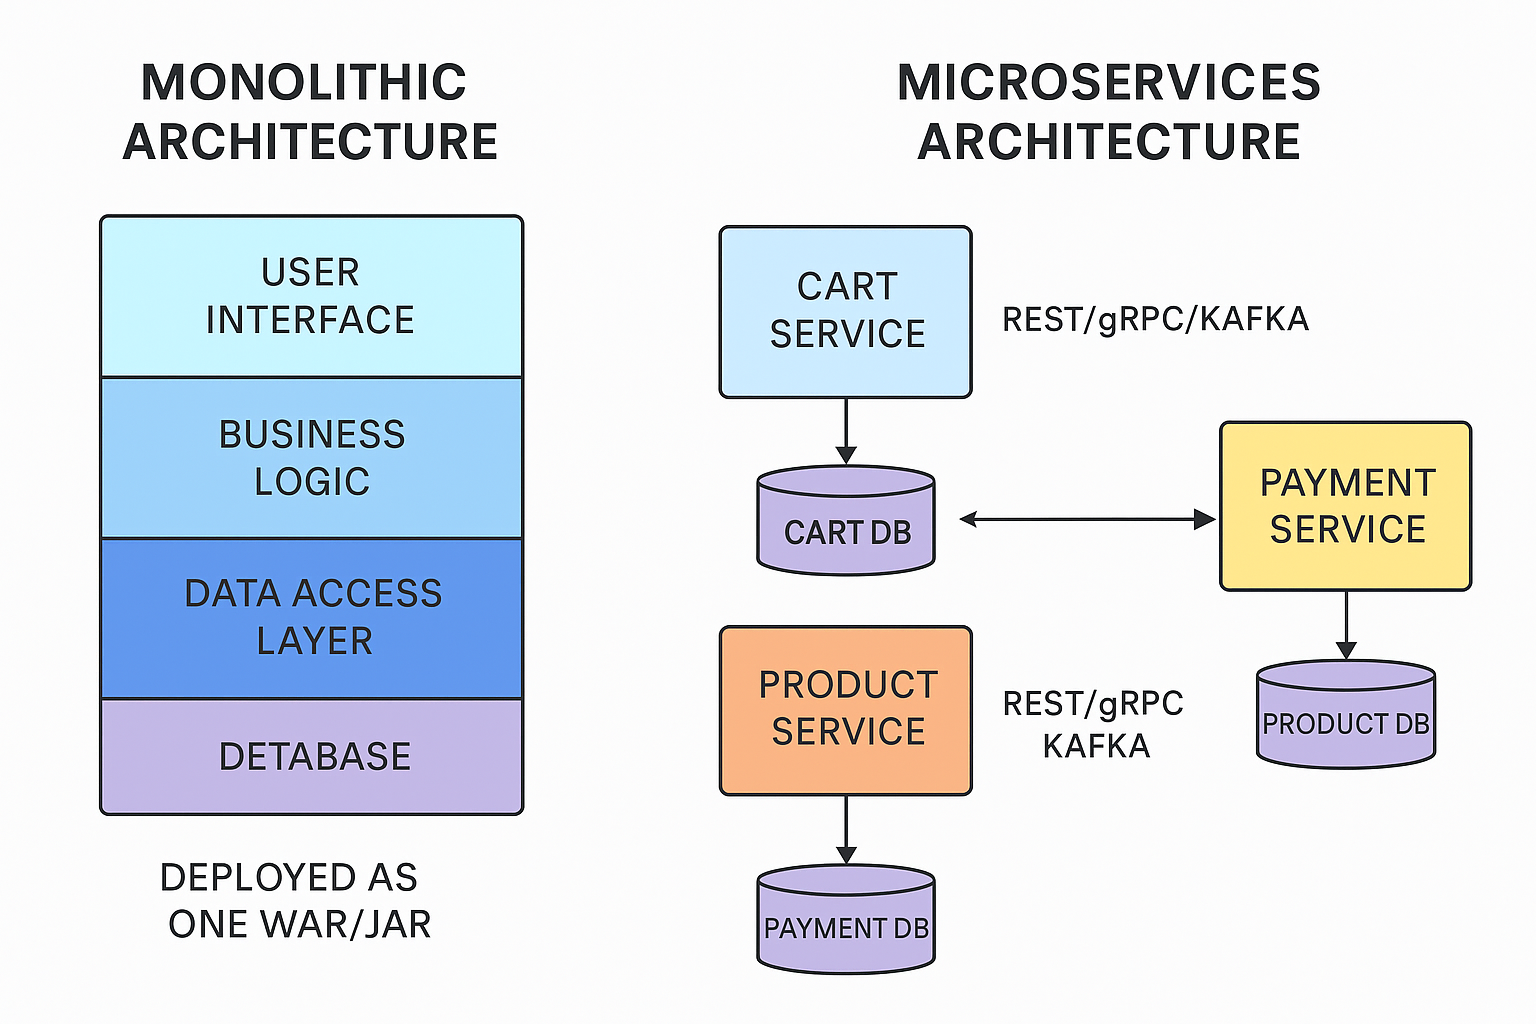 MONOLITHIC
ARCHITECTURE
USER
INTERFACE
BUSINESS
LOGIC
DATA ACCESS
LAYER
DETABASE
DEPLOYED AS
ONE WAR/JAR
MICROSERVICES
ARCHITECTURE
CART
SERVICE
REST/gRPC/KAFKA
CART DB
PAYMENT
SERVICE
PRODUCT DB
PRODUCT
SERVICE
REST/gRPC
KAFKA
PAYMENT DB